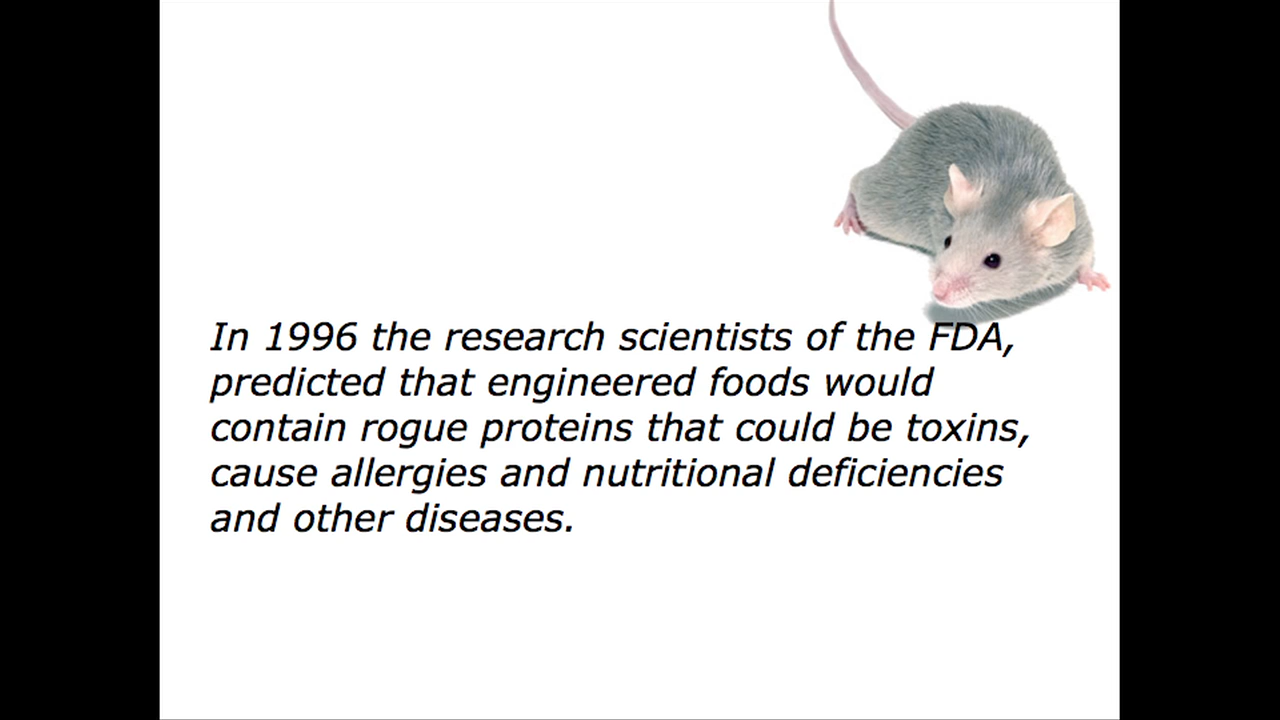 In 1996 the research scientists of the FDA,
predicted that engineered foods would
contain rogue proteins that could be toxins,
cause allergies and nutritional deficiencies
and other diseases.